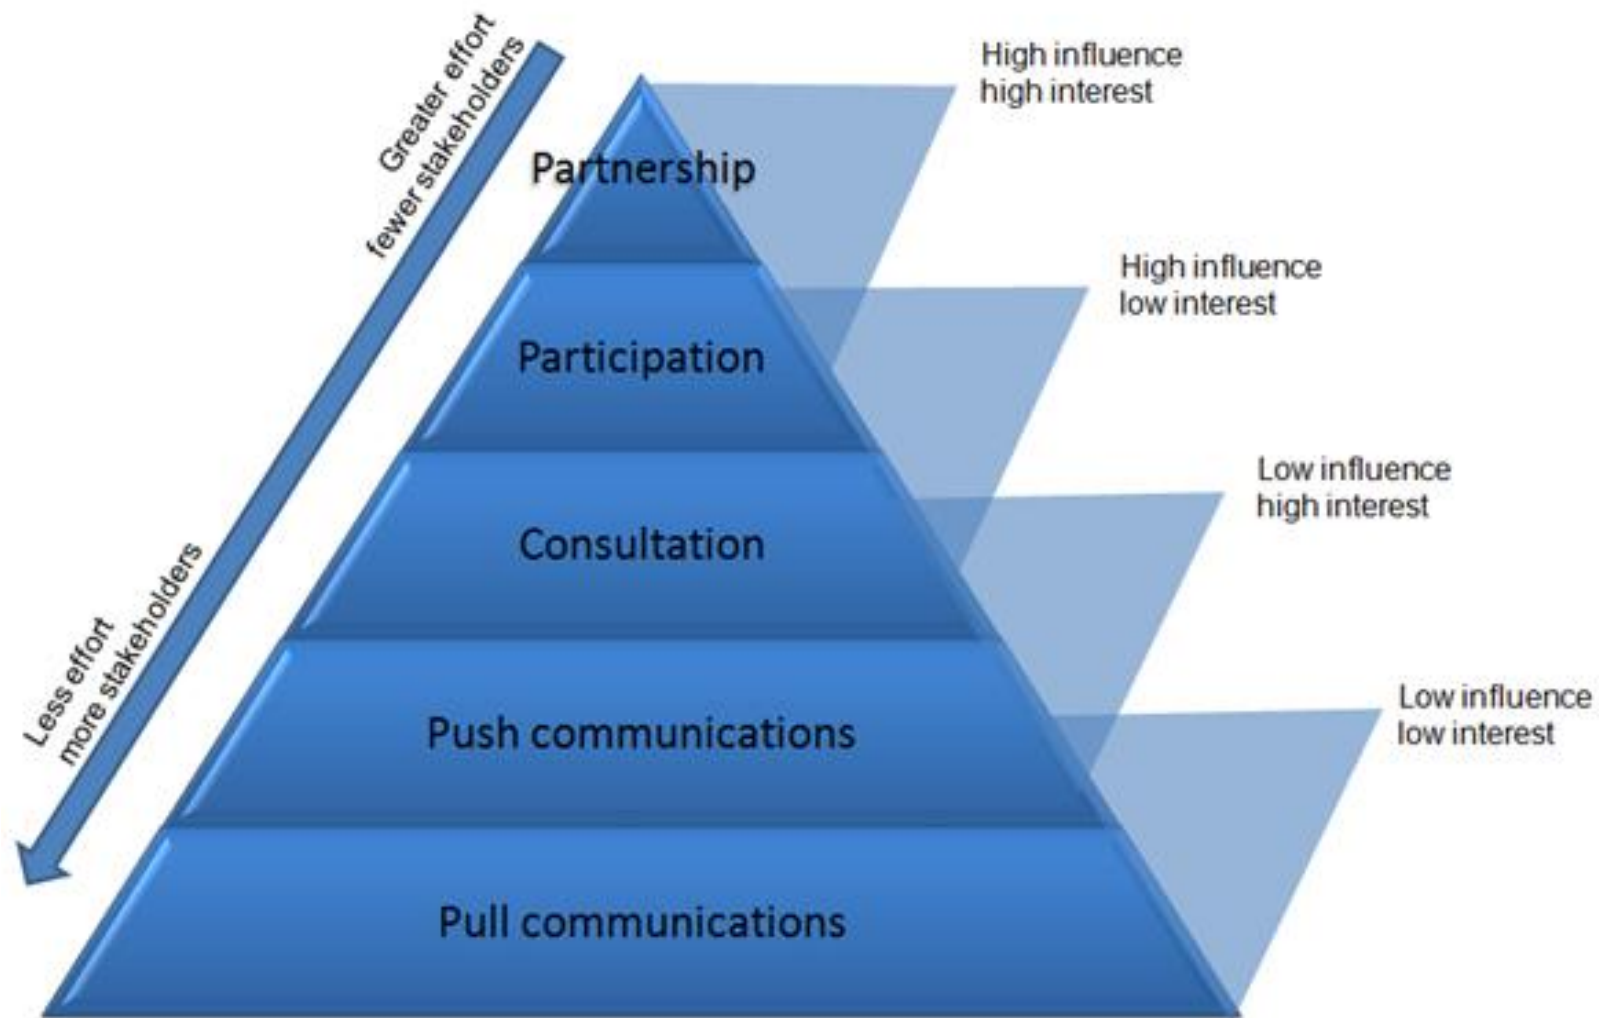 Greater effort
fewer stakeholders
High influence
high interest
Partnership
High influence
low interest
Participation
Low influence
high interest
Consultation
Less effort
more stakeholders
Low influence
low interest
Push communications
Pull communications